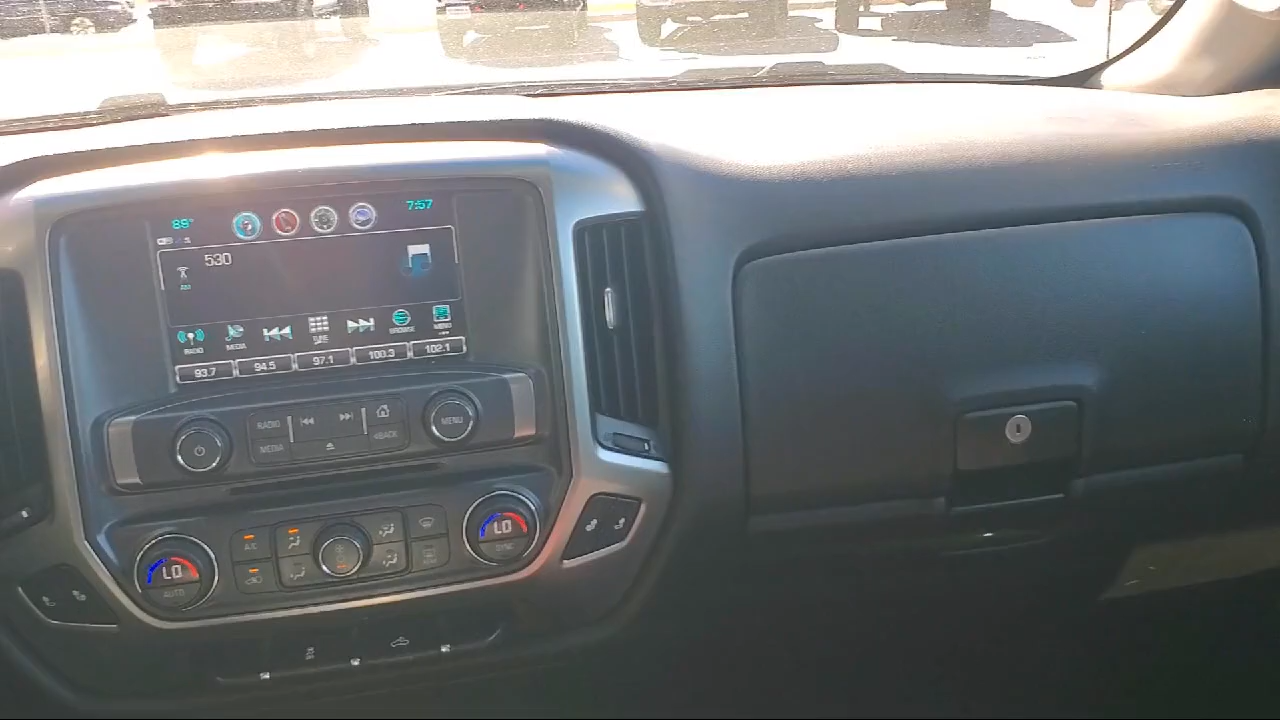 89° 7:57
530
RADIO MEDIA BROWSE MENU
93.7 94.5 97.1 100.3 102.1
RADIO
MEDIA BACK
MENU
A/C
LO
SYNC
LO
AUTO